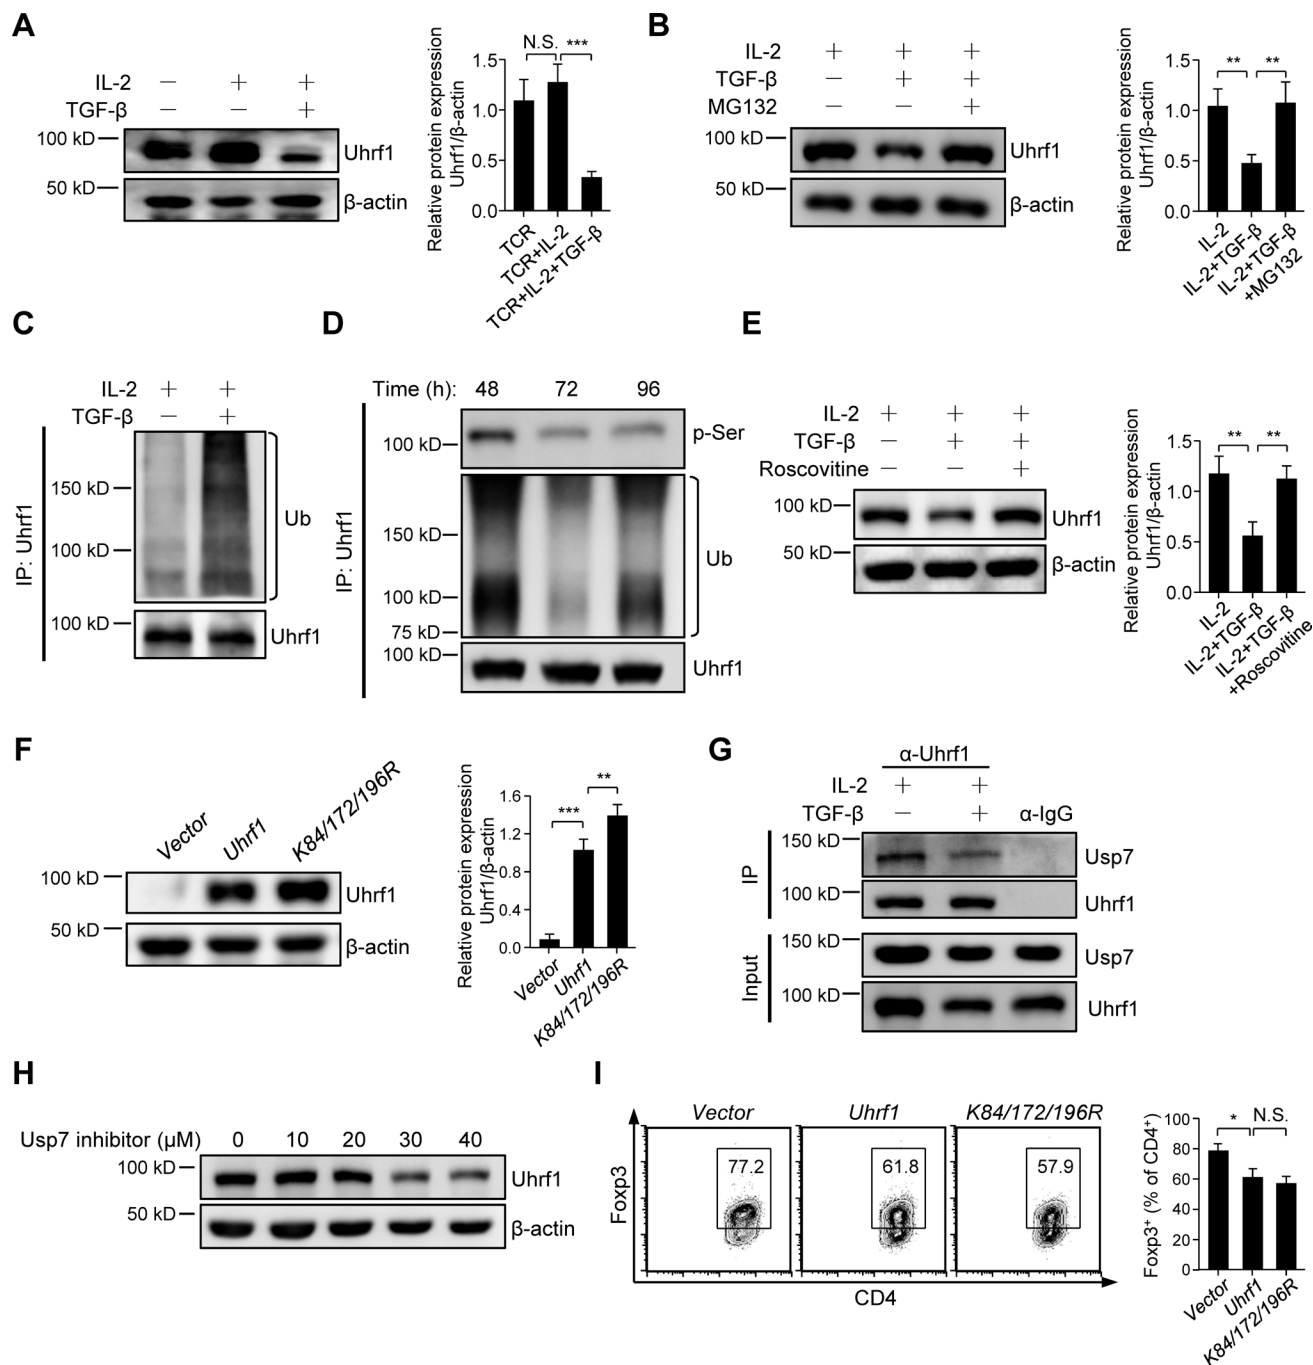 A
IL-2 − + +
TGF-β − − +
100 kD
Uhrf1
50 kD
β-actin
Relative protein expression
Uhrf1/β-actin
N.S. ***
1.5
1.0
0.5
0.0
TCR
TCR+IL-2
TCR+IL-2+TGF-β
B
IL-2 + + +
TGF-β − + +
MG132 − − +
100 kD
Uhrf1
50 kD
β-actin
Relative protein expression
Uhrf1/β-actin
** **
1.5
1.0
0.5
0.0
IL-2
IL-2+TGF-β
IL-2+TGF-β
+MG132
C
IL-2 + +
TGF-β − +
IP: Uhrf1
150 kD
Ub
100 kD
100 kD
Uhrf1
D
Time (h): 48 72 96
IP: Uhrf1
p-Ser
100 kD
150 kD
Ub
100 kD
75 kD
100 kD
Uhrf1
E
IL-2 + + +
TGF-β − + +
Roscovitine − − +
100 kD
Uhrf1
50 kD
β-actin
Relative protein expression
Uhrf1/β-actin
** **
1.5
1.0
0.5
0.0
IL-2
IL-2+TGF-β
IL-2+TGF-β
+Roscovitine
F
Vector
Uhrf1
K84/172/196R
100 kD
Uhrf1
50 kD
β-actin
Relative protein expression
Uhrf1/β-actin
*** **
1.6
1.2
0.8
0.4
0.0
Vector
Uhrf1
K84/172/196R
G
α-Uhrf1
IL-2 + +
TGF-β − + α-IgG
IP
150 kD
Usp7
100 kD
Uhrf1
Input
150 kD
Usp7
100 kD
Uhrf1
H
Usp7 inhibitor (μM) 0 10 20 30 40
100 kD
Uhrf1
50 kD
β-actin
I
Vector Uhrf1 K84/172/196R
77.2 61.8 57.9
Foxp3
CD4
Foxp3⁺ (% of CD4⁺)
* N.S.
100
80
60
40
20
0
Vector
Uhrf1
K84/172/196R